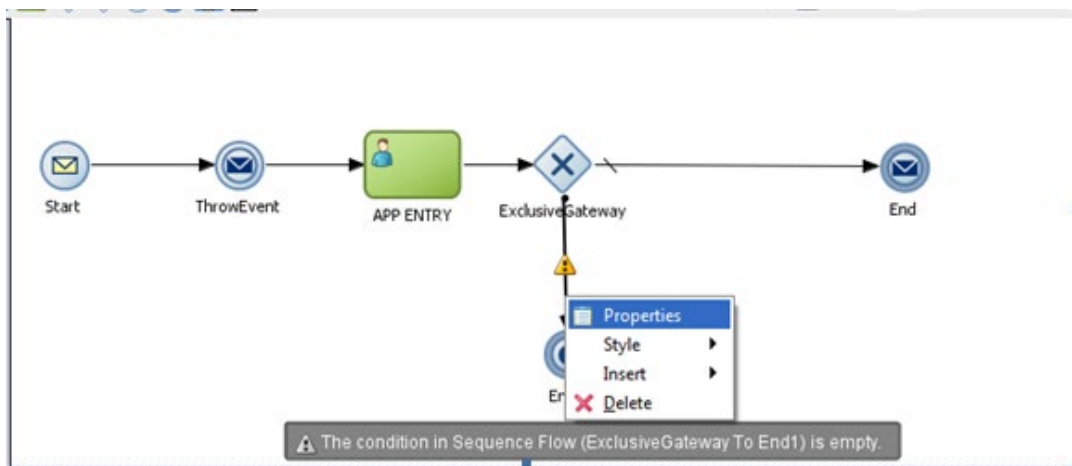 Start
ThrowEvent
APP ENTRY
ExclusiveGateway
End
Properties
Style
Insert
En
Delete
The condition in Sequence Flow (ExclusiveGateway To End1) is empty.